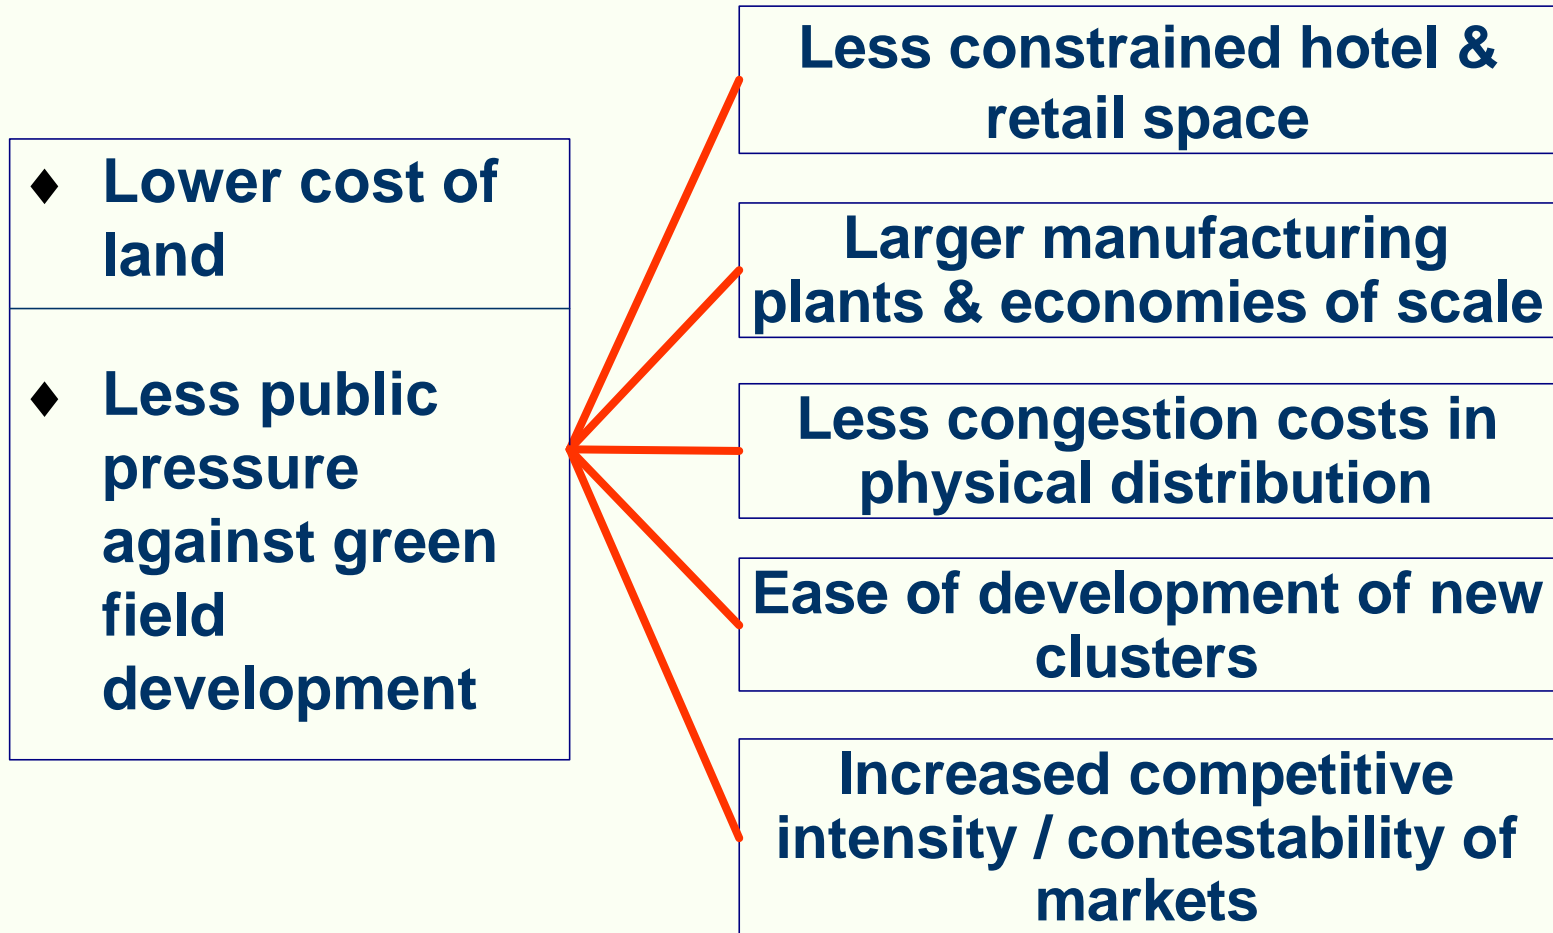 Lower cost of
land
Less public
pressure
against green
field
development
Less constrained hotel &
retail space
Larger manufacturing
plants & economies of scale
Less congestion costs in
physical distribution
Ease of development of new
clusters
Increased competitive
intensity / contestability of
markets